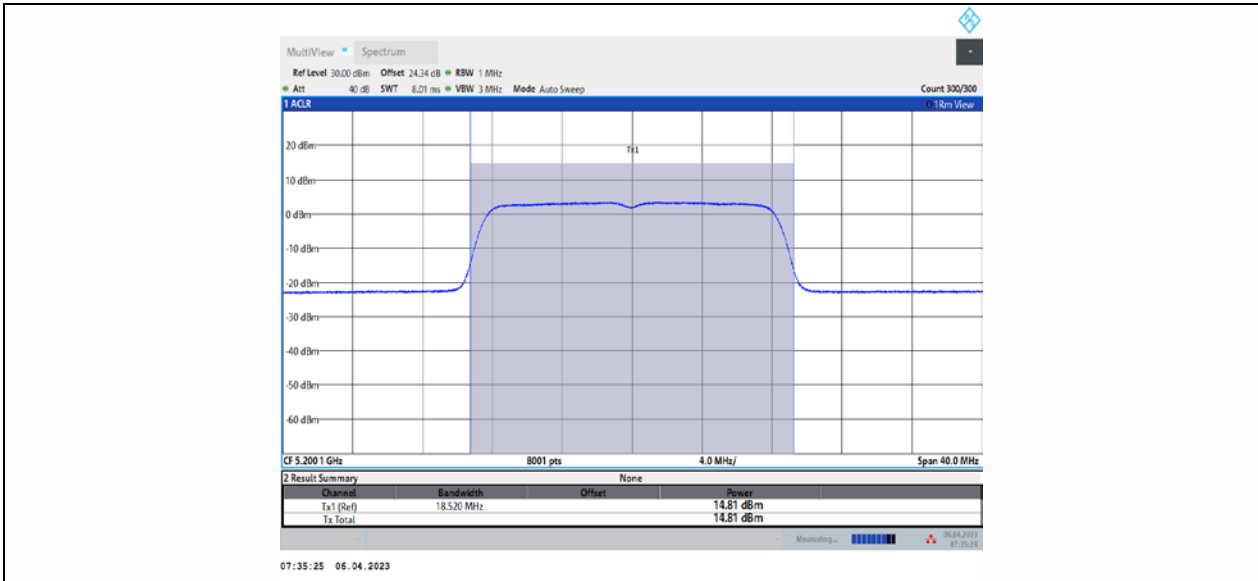 MultiView Spectrum
Ref Level 30.00 dBm Offset 24.34 dB RBW 1 MHz
Att 40 dB SWT 8.01 ms VBW 3 MHz Mode Auto Sweep Count 300/300
1 ACLR 1Rm View
20 dBm
Tx1
10 dBm
0 dBm
-10 dBm
-20 dBm
-30 dBm
-40 dBm
-50 dBm
-60 dBm
CF 5.2001 GHz 8001 pts 4.0 MHz/ Span 40.0 MHz
2 Result Summary None
Channel Bandwidth Offset Power
Tx1 (Ref) 18.520 MHz 14.81 dBm
Tx Total 14.81 dBm
Measuring... 06.04.2023
07:35:24
07:35:25 06.04.2023